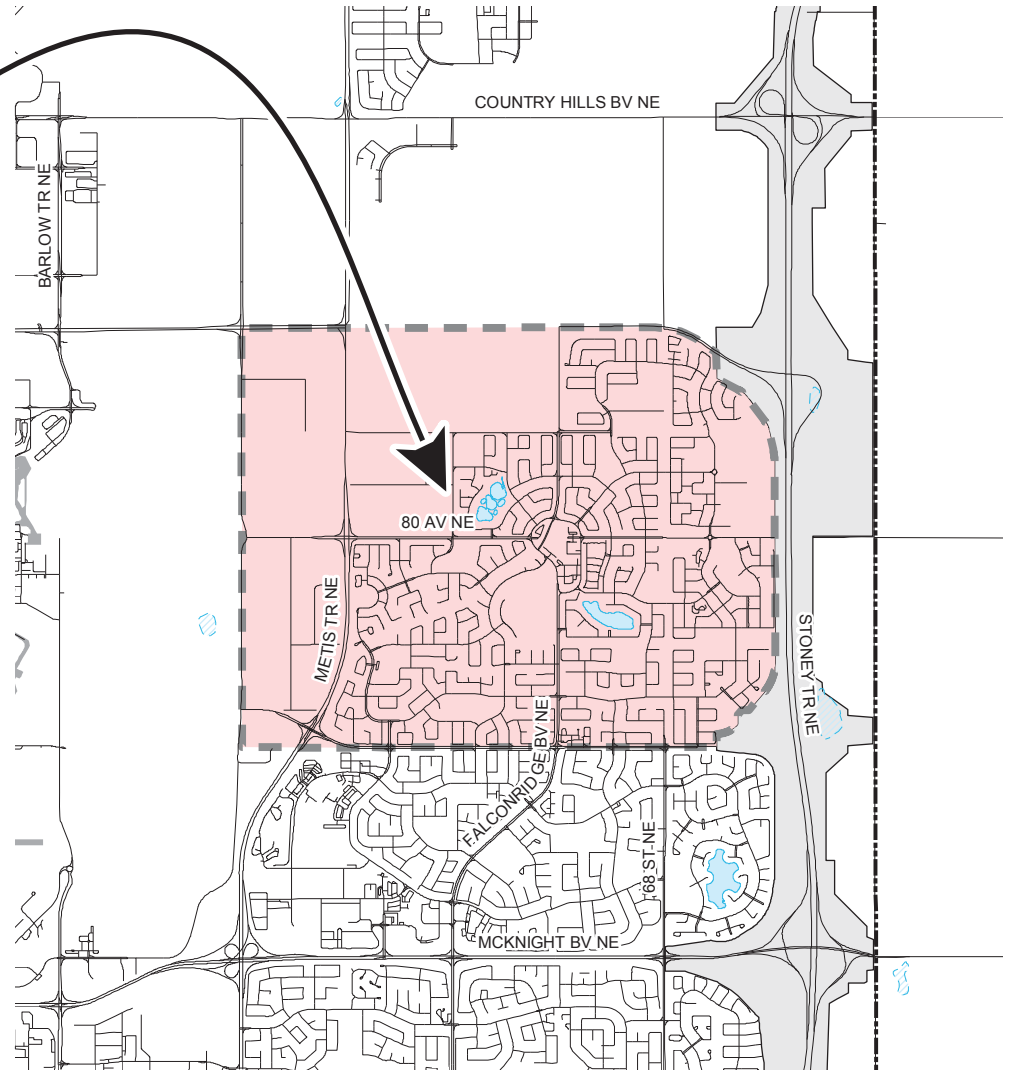 COUNTRY HILLS BV NE
BARLOW TR NE
80 AV NE
METIS TR NE
STONEY TR NE
FALCONRIDGE BV NE
68 ST NE
MCKNIGHT BV NE